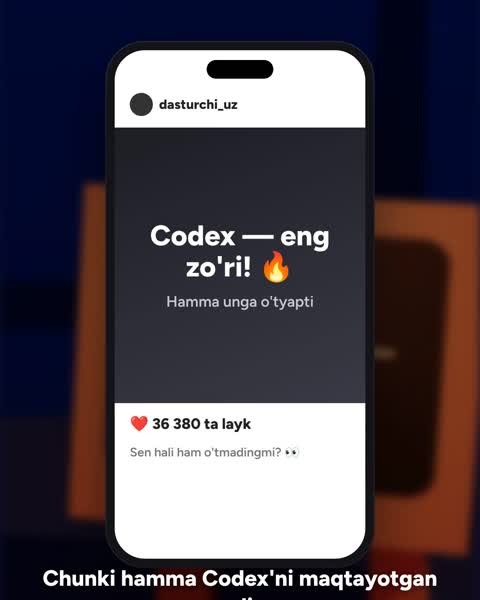 dasturchi_uz
Codex — eng
zo'ri! 🔥
Hamma unga o'tyapti
❤️ 36 380 ta layk
Sen hali ham o'tmadingmi? 👀
Chunki hamma Codex'ni maqtayotgan